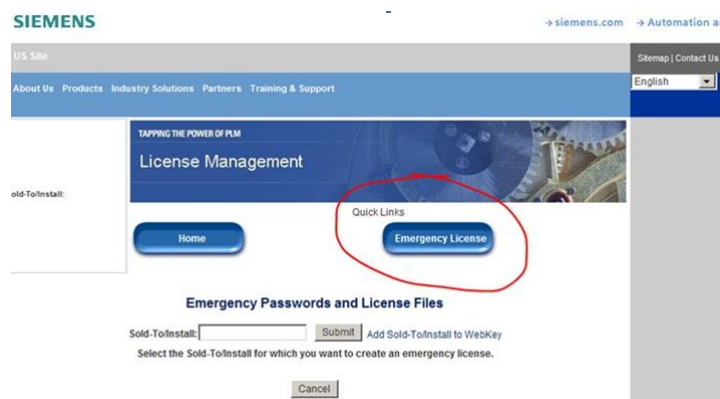 SIEMENS
siemens.com Automation a
US Site
Sitemap | Contact Us
English
About Us Products Industry Solutions Partners Training & Support
TAPPING THE POWER OF PLM
License Management
old-To/Install:
Quick Links
Home
Emergency License
Emergency Passwords and License Files
Sold-To/Install: Submit Add Sold-To/Install to WebKey
Select the Sold-To/Install for which you want to create an emergency license.
Cancel